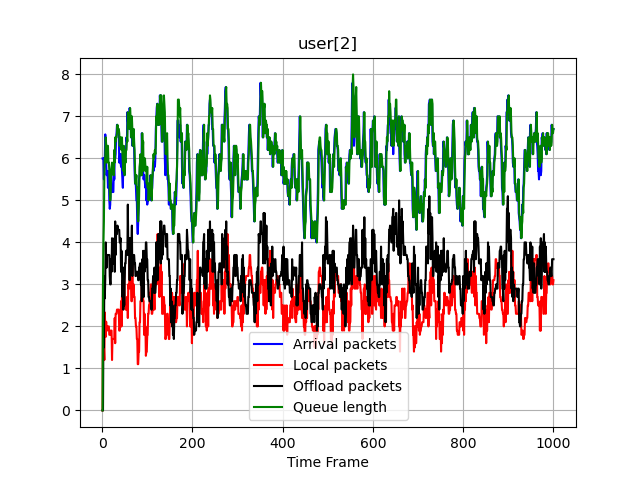 user[2]
8
7
6
5
4
3
2
1
0
Arrival packets
Local packets
Offload packets
Queue length
0 200 400 600 800 1000
Time Frame